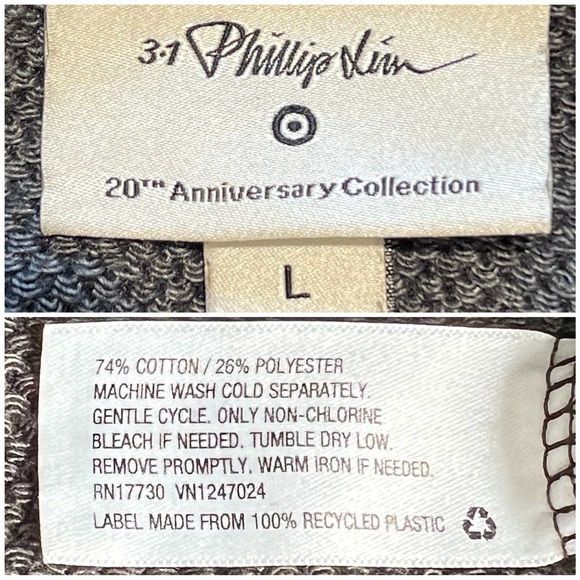 3·1 Phillip Lim
20TH Anniversary Collection
L
74% COTTON / 26% POLYESTER
MACHINE WASH COLD SEPARATELY.
GENTLE CYCLE. ONLY NON-CHLORINE
BLEACH IF NEEDED. TUMBLE DRY LOW.
REMOVE PROMPTLY. WARM IRON IF NEEDED.
RN17730 VN1247024
LABEL MADE FROM 100% RECYCLED PLASTIC